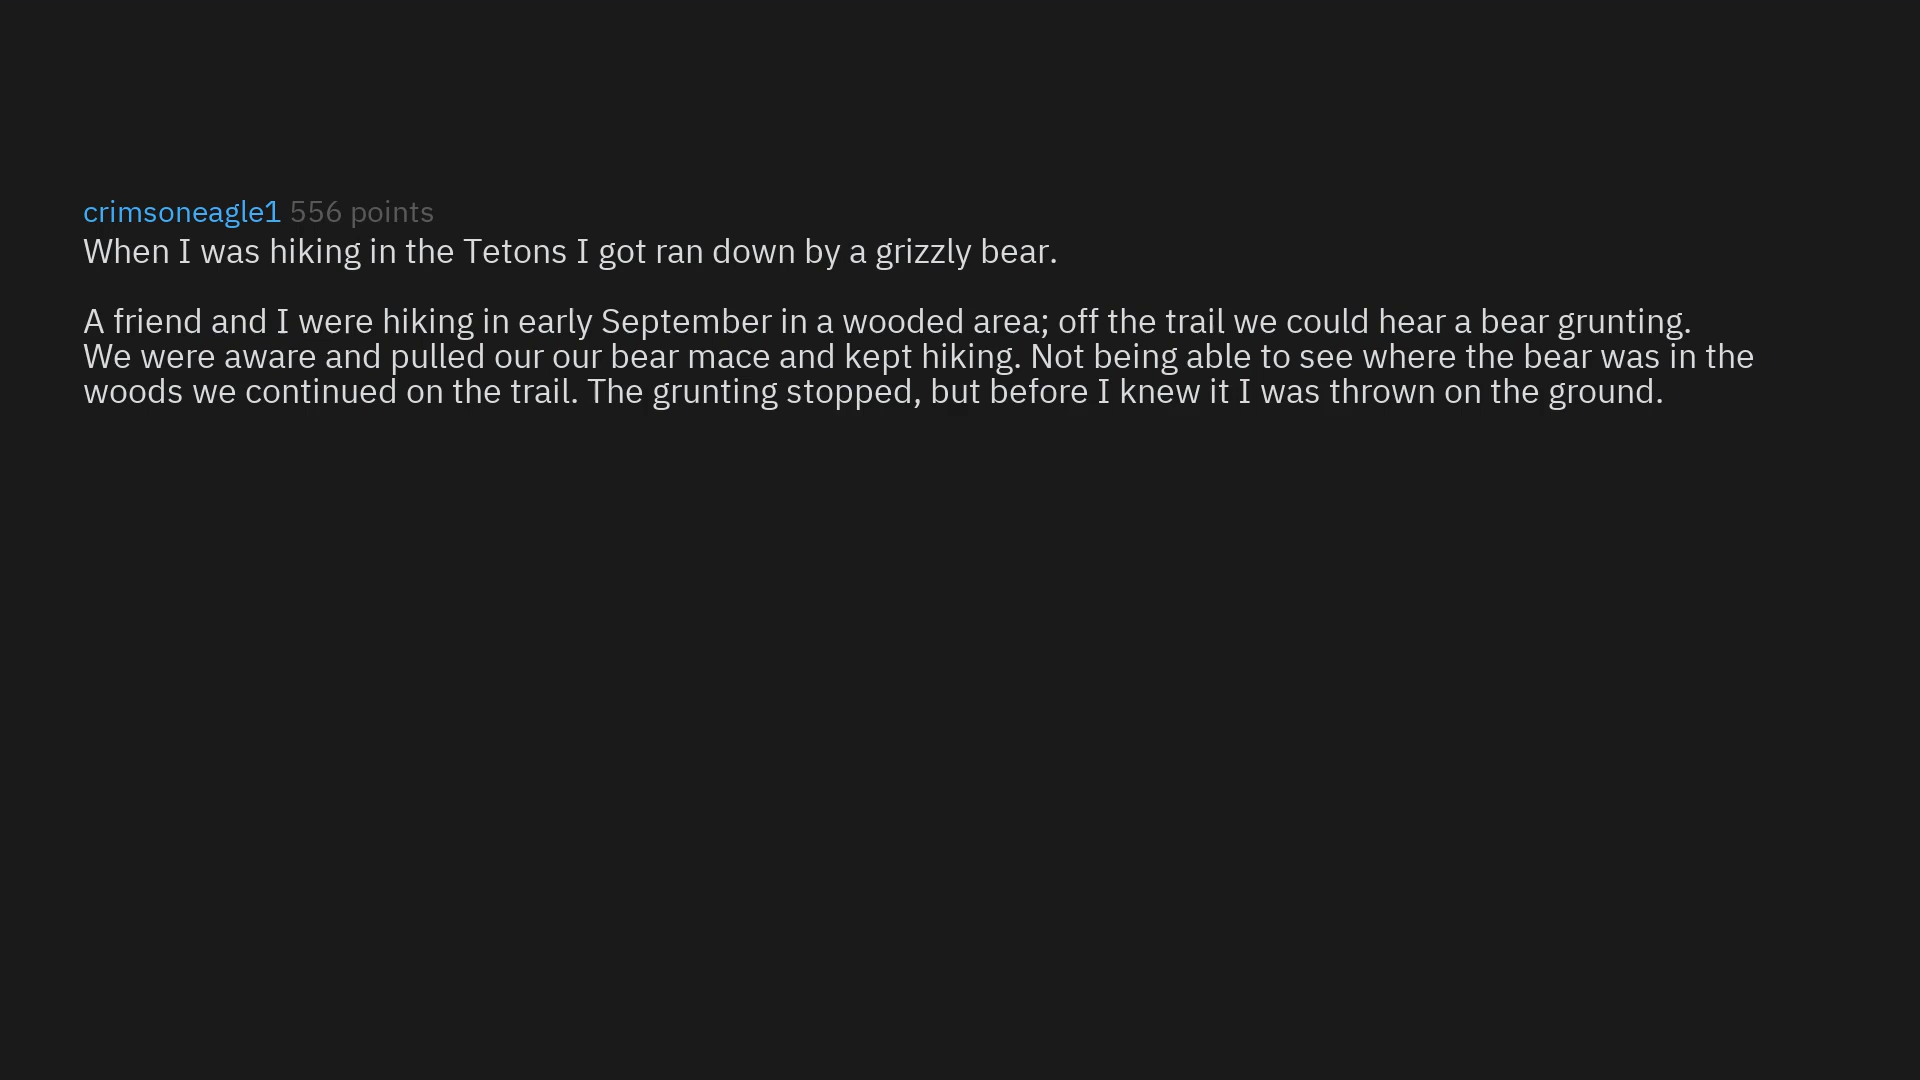 crimsoneagle1 556 points
When I was hiking in the Tetons I got ran down by a grizzly bear.
A friend and I were hiking in early September in a wooded area; off the trail we could hear a bear grunting.
We were aware and pulled our our bear mace and kept hiking. Not being able to see where the bear was in the
woods we continued on the trail. The grunting stopped, but before I knew it I was thrown on the ground.